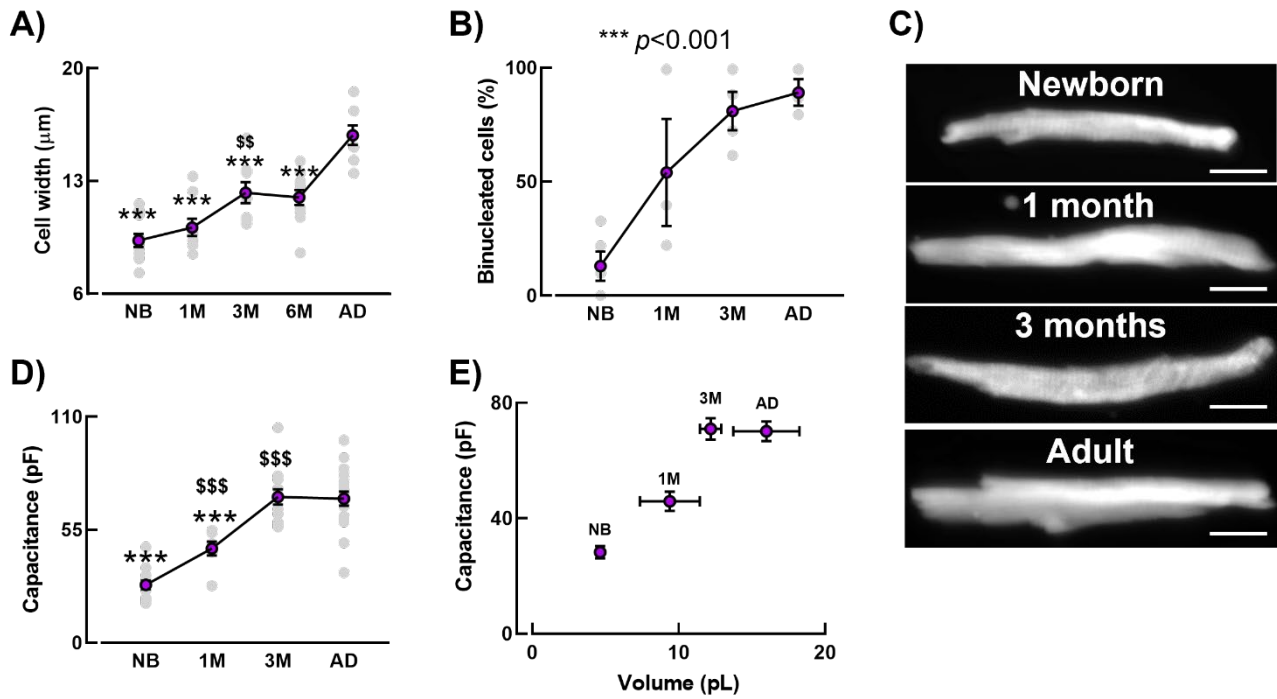 A)
20
13
6
Cell width (μm)
***
***
$$
***
***
NB 1M 3M 6M AD
B)
*** p<0.001
100
50
0
Binucleated cells (%)
NB 1M 3M AD
C)
Newborn
1 month
3 months
Adult
D)
110
55
0
Capacitance (pF)
***
$$$
***
$$$
NB 1M 3M AD
E)
80
40
0
Capacitance (pF)
NB
1M
3M
AD
0 10 20
Volume (pL)